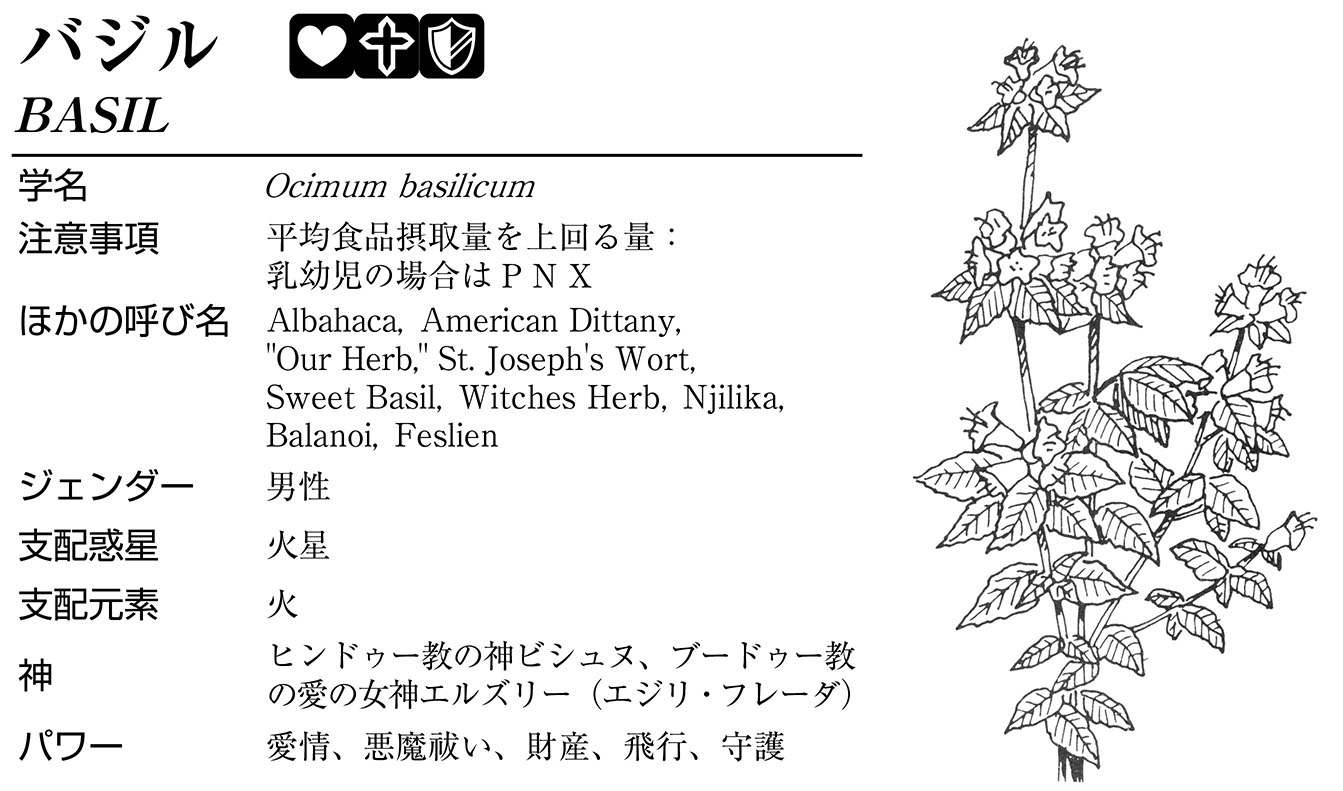 バジル
BASIL
学名 Ocimum basilicum
注意事項 平均食品摂取量を上回る量：
乳幼児の場合はＰＮＸ
ほかの呼び名 Albahaca, American Dittany,
"Our Herb," St. Joseph's Wort,
Sweet Basil, Witches Herb, Njilika,
Balanoi, Feslien
ジェンダー 男性
支配惑星 火星
支配元素 火
神 ヒンドゥー教の神ビシュヌ、ブードゥー教
の愛の女神エルズリー（エジリ・フレーダ）
パワー 愛情、悪魔祓い、財産、飛行、守護